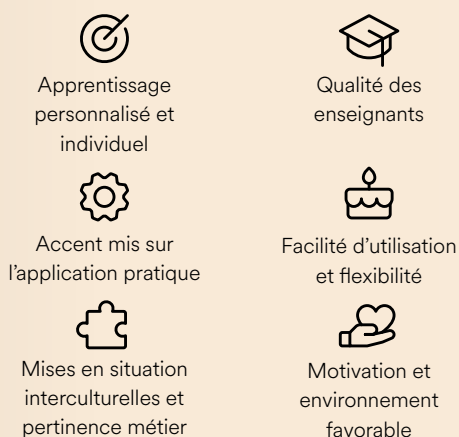 Apprentissage
personnalisé et
individuel
Qualité des
enseignants
Accent mis sur
l'application pratique
Facilité d'utilisation
et flexibilité
Mises en situation
interculturelles et
pertinence métier
Motivation et
environnement
favorable